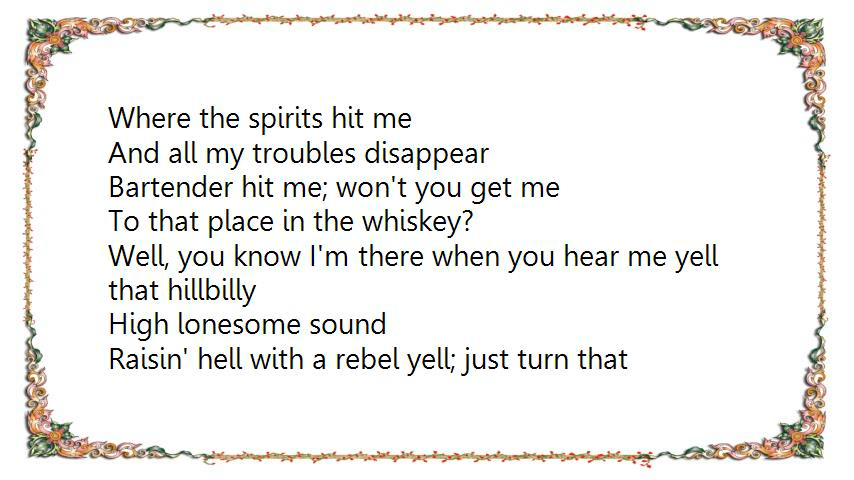 Where the spirits hit me
And all my troubles disappear
Bartender hit me; won't you get me
To that place in the whiskey?
Well, you know I'm there when you hear me yell
that hillbilly
High lonesome sound
Raisin' hell with a rebel yell; just turn that